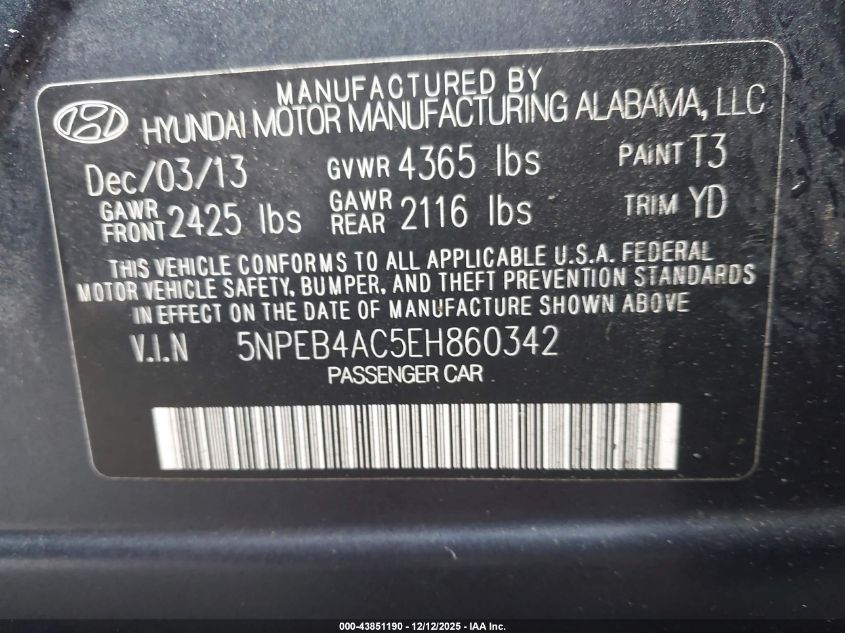 MANUFACTURED BY
HYUNDAI MOTOR MANUFACTURING ALABAMA, LLC
Dec/03/13 GVWR 4365 lbs PAINT T3
GAWR FRONT 2425 lbs GAWR REAR 2116 lbs TRIM YD
THIS VEHICLE CONFORMS TO ALL APPLICABLE U.S.A. FEDERAL
MOTOR VEHICLE SAFETY, BUMPER, AND THEFT PREVENTION STANDARDS
IN EFFECT ON THE DATE OF MANUFACTURE SHOWN ABOVE
V.I.N 5NPEB4AC5EH860342
PASSENGER CAR
000-43851190 - 12/12/2025 - IAA Inc.